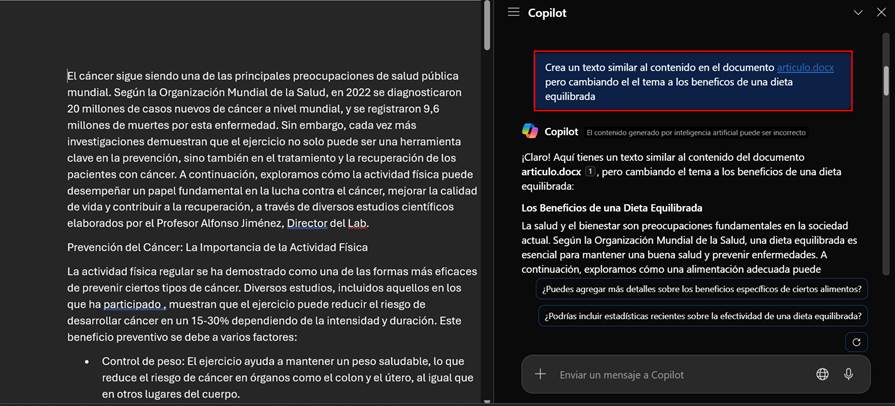 El cáncer sigue siendo una de las principales preocupaciones de salud pública
mundial. Según la Organización Mundial de la Salud, en 2022 se diagnosticaron
20 millones de casos nuevos de cáncer a nivel mundial, y se registraron 9,6
millones de muertes por esta enfermedad. Sin embargo, cada vez más
investigaciones demuestran que el ejercicio no solo puede ser una herramienta
clave en la prevención, sino también en el tratamiento y la recuperación de los
pacientes con cáncer. A continuación, exploramos cómo la actividad física puede
desempeñar un papel fundamental en la lucha contra el cáncer, mejorar la calidad
de vida y contribuir a la recuperación, a través de diversos estudios científicos
elaborados por el Profesor Alfonso Jiménez, Director del Lab.
Prevención del Cáncer: La Importancia de la Actividad Física
La actividad física regular se ha demostrado como una de las formas más eficaces
de prevenir ciertos tipos de cáncer. Diversos estudios, incluidos aquellos en los
que ha participado , muestran que el ejercicio puede reducir el riesgo de
desarrollar cáncer en un 15-30% dependiendo de la intensidad y duración. Este
beneficio preventivo se debe a varios factores:
• Control de peso: El ejercicio ayuda a mantener un peso saludable, lo que
reduce el riesgo de cáncer en órganos como el colon y el útero, al igual que
en otros lugares del cuerpo.
Copilot
Crea un texto similar al contenido en el documento articulo.docx
pero cambiando el el tema a los beneficos de una dieta
equilibrada
Copilot El contenido generado por inteligencia artificial puede ser incorrecto
¡Claro! Aquí tienes un texto similar al contenido del documento
articulo.docx 1 , pero cambiando el tema a los beneficios de una dieta
equilibrada:
Los Beneficios de una Dieta Equilibrada
La salud y el bienestar son preocupaciones fundamentales en la sociedad
actual. Según la Organización Mundial de la Salud, una dieta equilibrada es
esencial para mantener una buena salud y prevenir enfermedades. A
continuación, exploramos cómo una alimentación adecuada puede
¿Puedes agregar más detalles sobre los beneficios específicos de ciertos alimentos?
¿Podrías incluir estadísticas recientes sobre la efectividad de una dieta equilibrada?
Enviar un mensaje a Copilot